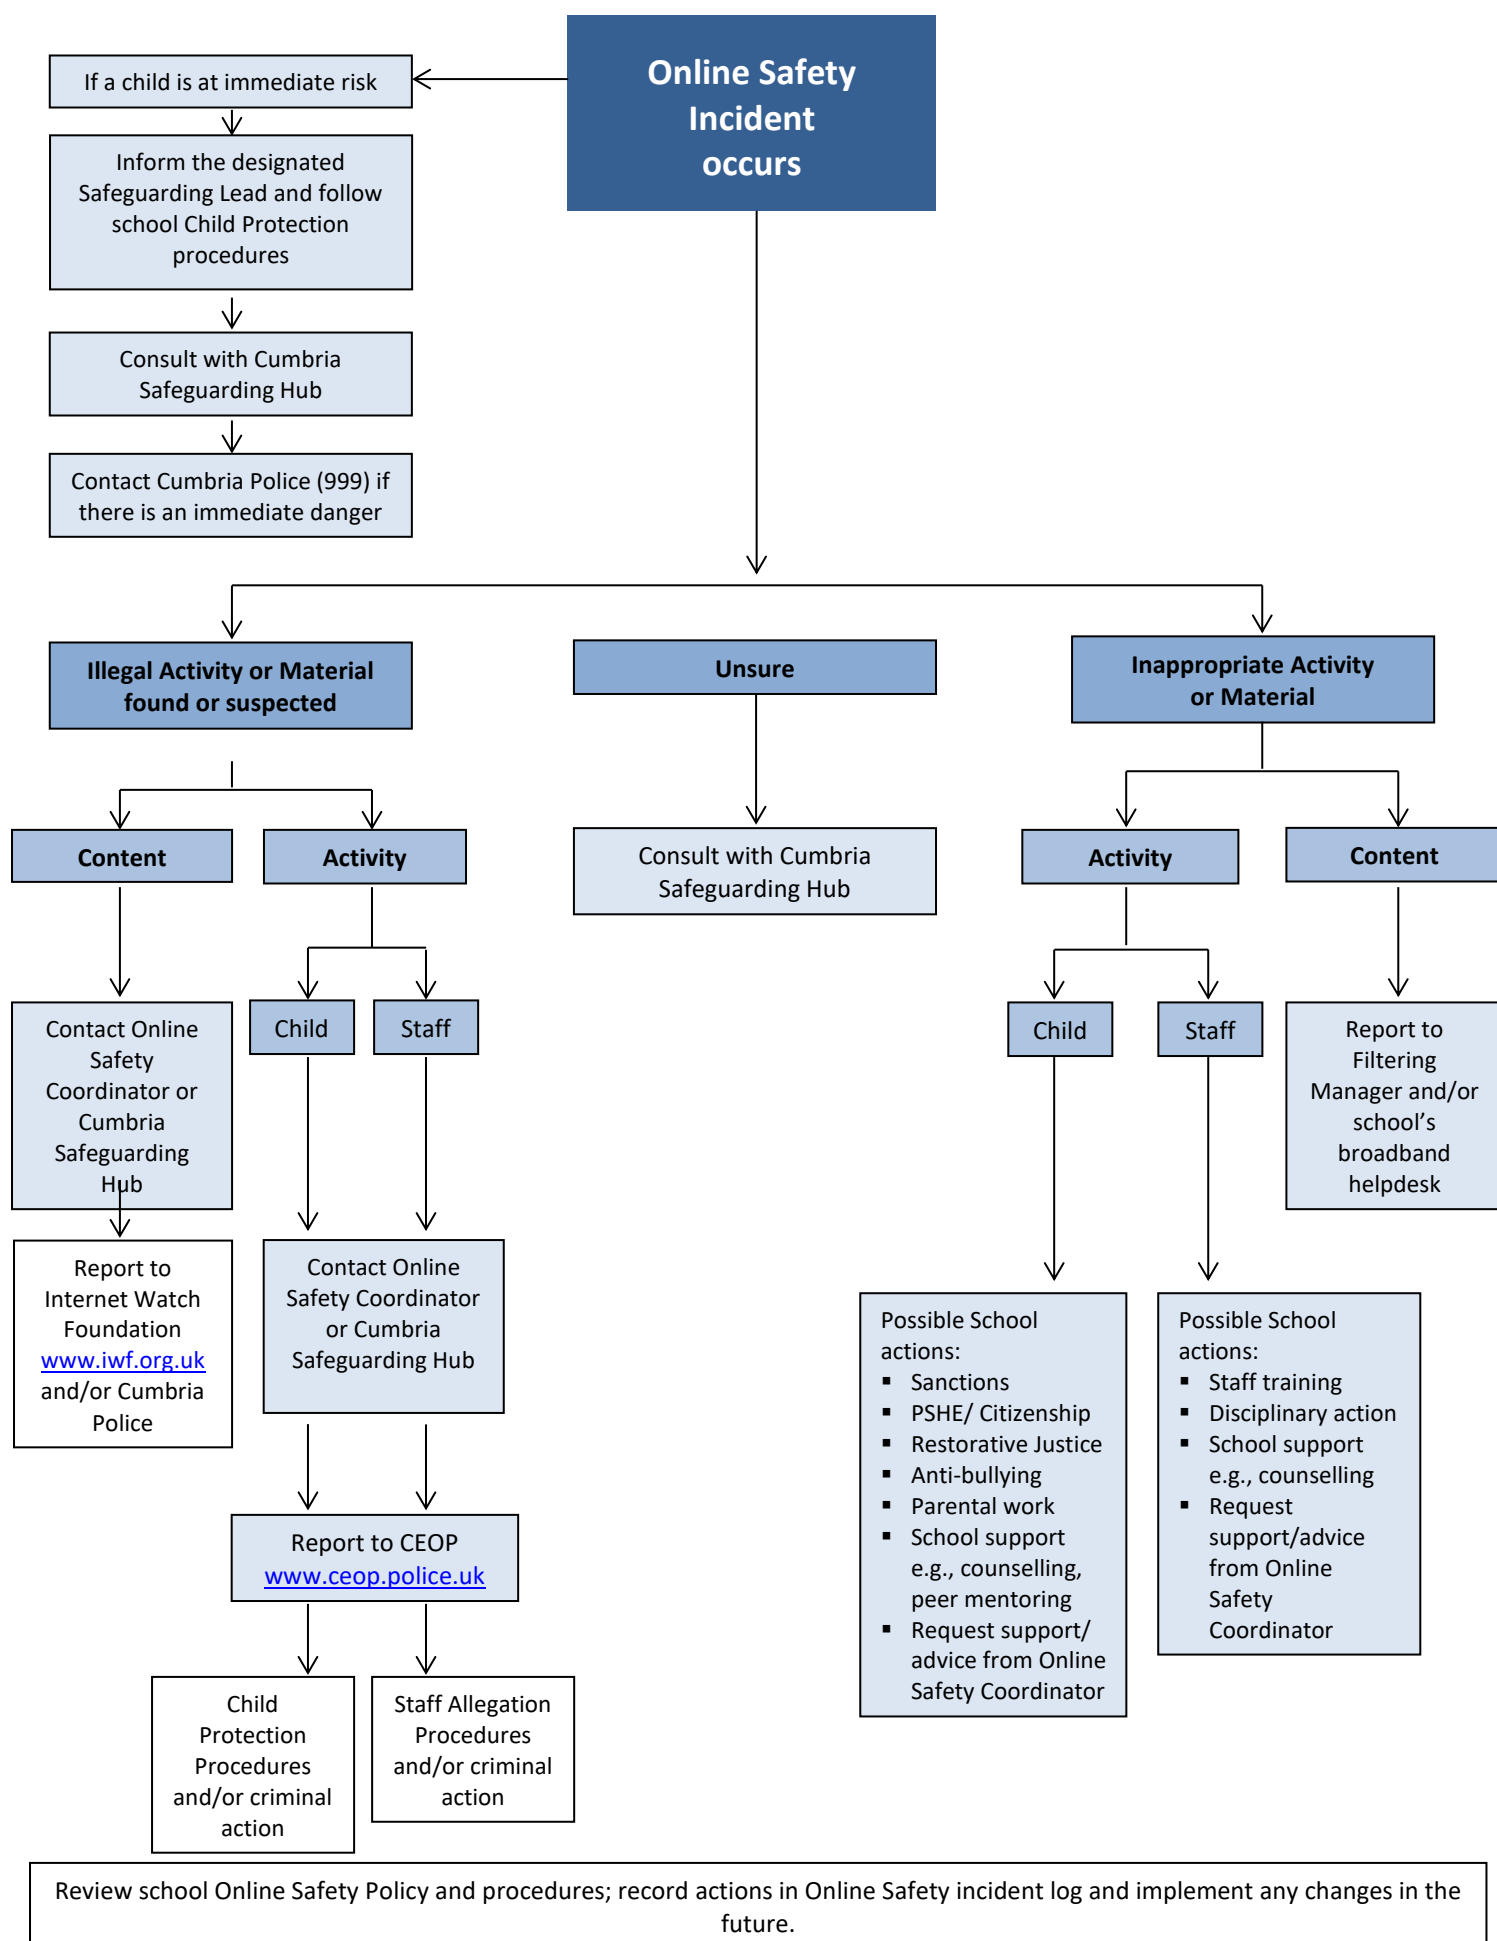 Online Safety
Incident
occurs
If a child is at immediate risk
Inform the designated
Safeguarding Lead and follow
school Child Protection
procedures
Consult with Cumbria
Safeguarding Hub
Contact Cumbria Police (999) if
there is an immediate danger
Illegal Activity or Material
found or suspected
Unsure
Inappropriate Activity
or Material
Content
Activity
Consult with Cumbria
Safeguarding Hub
Activity
Content
Contact Online
Safety
Coordinator or
Cumbria
Safeguarding
Hub
Child
Staff
Child
Staff
Report to
Filtering
Manager and/or
school’s
broadband
helpdesk
Report to
Internet Watch
Foundation
www.iwf.org.uk
and/or Cumbria
Police
Contact Online
Safety Coordinator
or Cumbria
Safeguarding Hub
Possible School
actions:
▪ Sanctions
▪ PSHE/ Citizenship
▪ Restorative Justice
▪ Anti-bullying
▪ Parental work
▪ School support
e.g., counselling,
peer mentoring
▪ Request support/
advice from Online
Safety Coordinator
Possible School
actions:
▪ Staff training
▪ Disciplinary action
▪ School support
e.g., counselling
▪ Request
support/advice
from Online
Safety
Coordinator
Report to CEOP
www.ceop.police.uk
Child
Protection
Procedures
and/or criminal
action
Staff Allegation
Procedures
and/or criminal
action
Review school Online Safety Policy and procedures; record actions in Online Safety incident log and implement any changes in the
future.